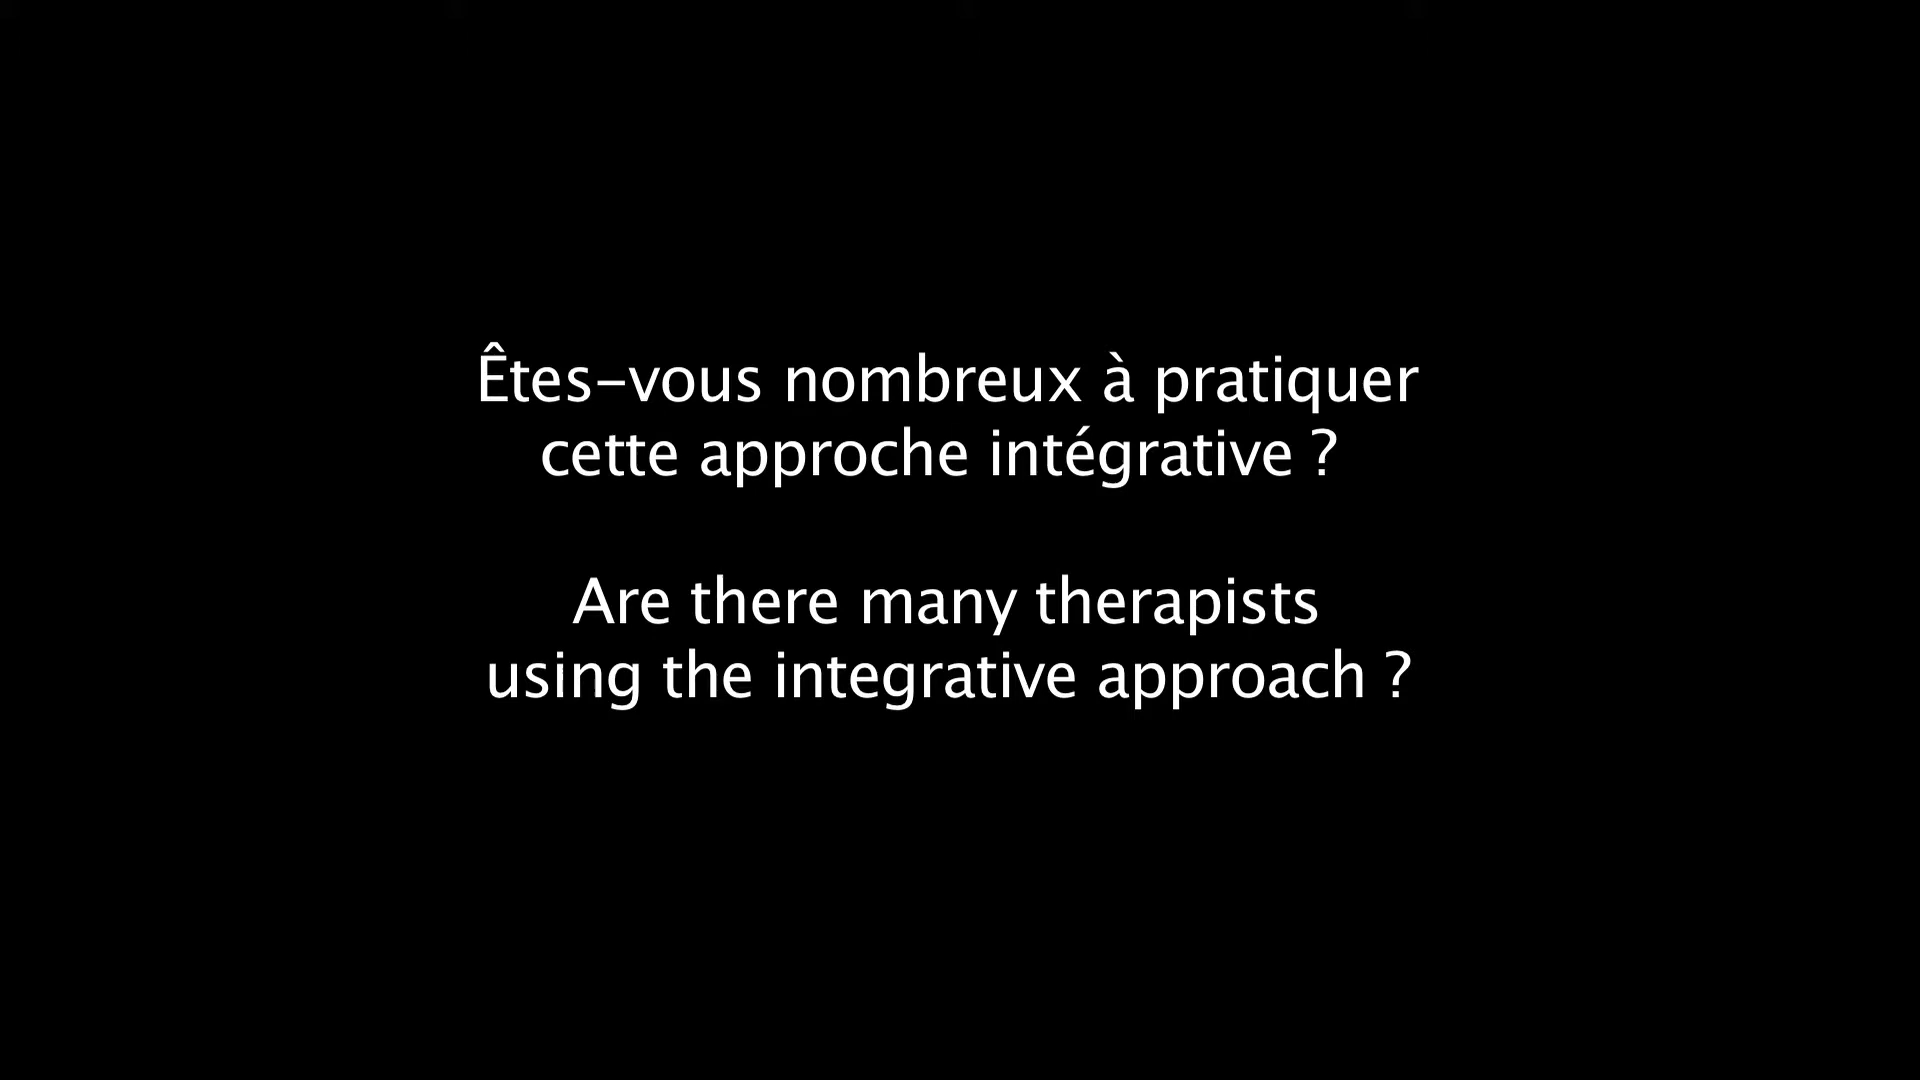 Êtes-vous nombreux à pratiquer
cette approche intégrative ?
Are there many therapists
using the integrative approach ?